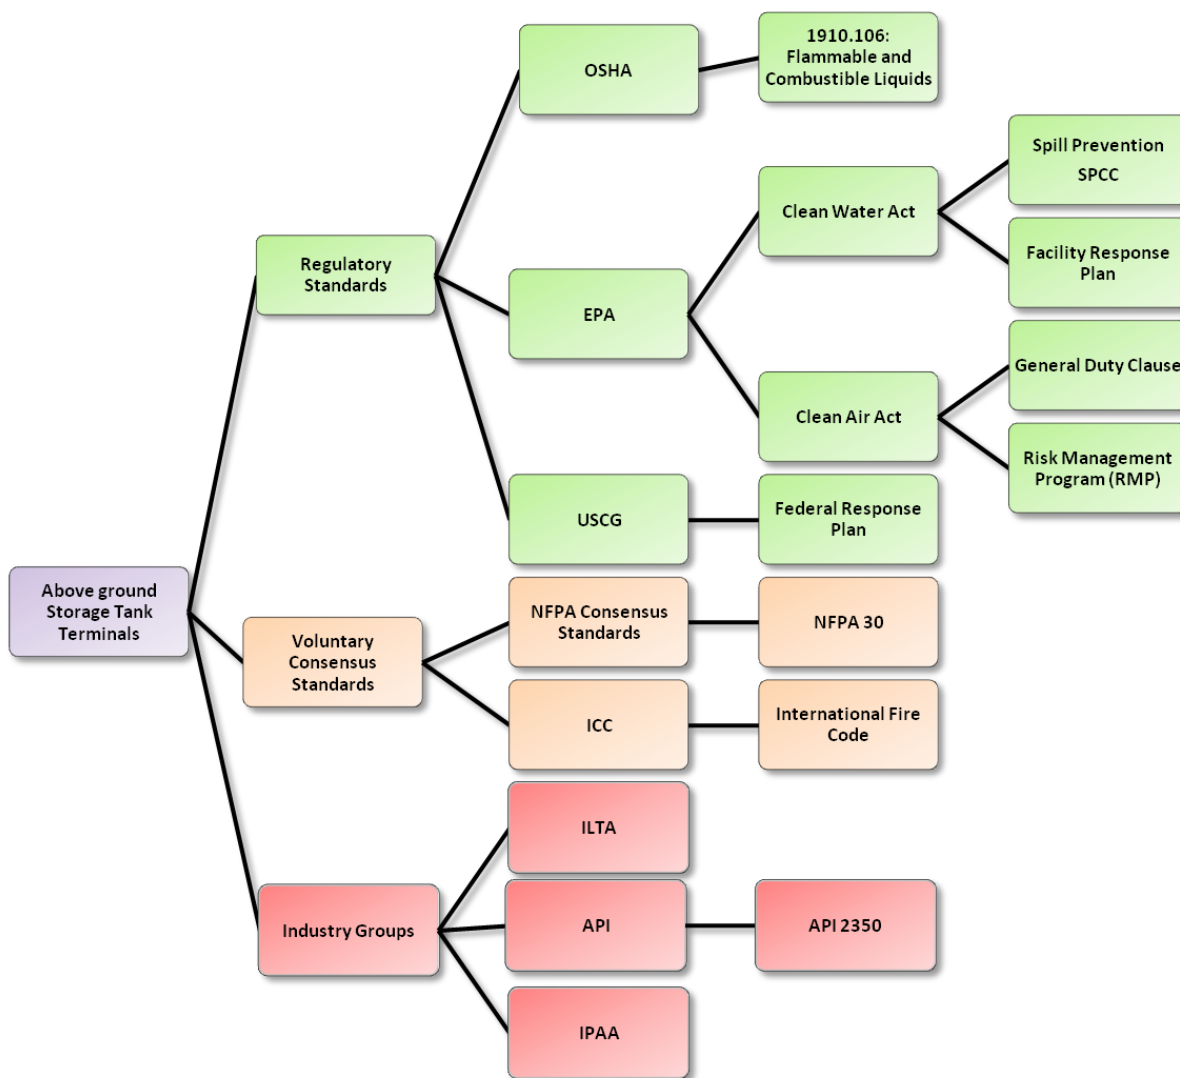 OSHA
1910.106:
Flammable and
Combustible Liquids
Spill Prevention
SPCC
Clean Water Act
Facility Response
Plan
Regulatory
Standards
EPA
General Duty Clause
Clean Air Act
Risk Management
Program (RMP)
USCG
Federal Response
Plan
Above ground
Storage Tank
Terminals
NFPA Consensus
Standards
NFPA 30
Voluntary
Consensus
Standards
ICC
International Fire
Code
ILTA
Industry Groups
API
API 2350
IPAA